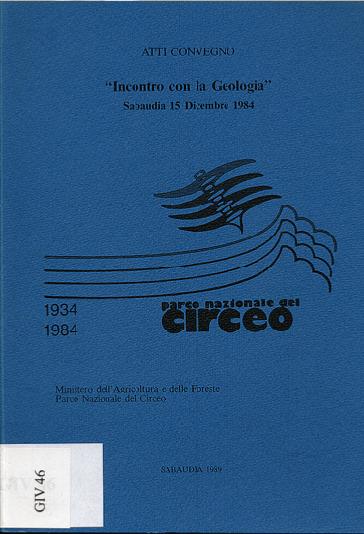 ATTI CONVEGNO
“Incontro con la Geologia”
Sabaudia 15 Dicembre 1984
1934
1984
parco nazionale del
circeo
Ministero dell'Agricoltura e delle Foreste
Parco Nazionale del Circeo
GIV 46
SABAUDIA 1989